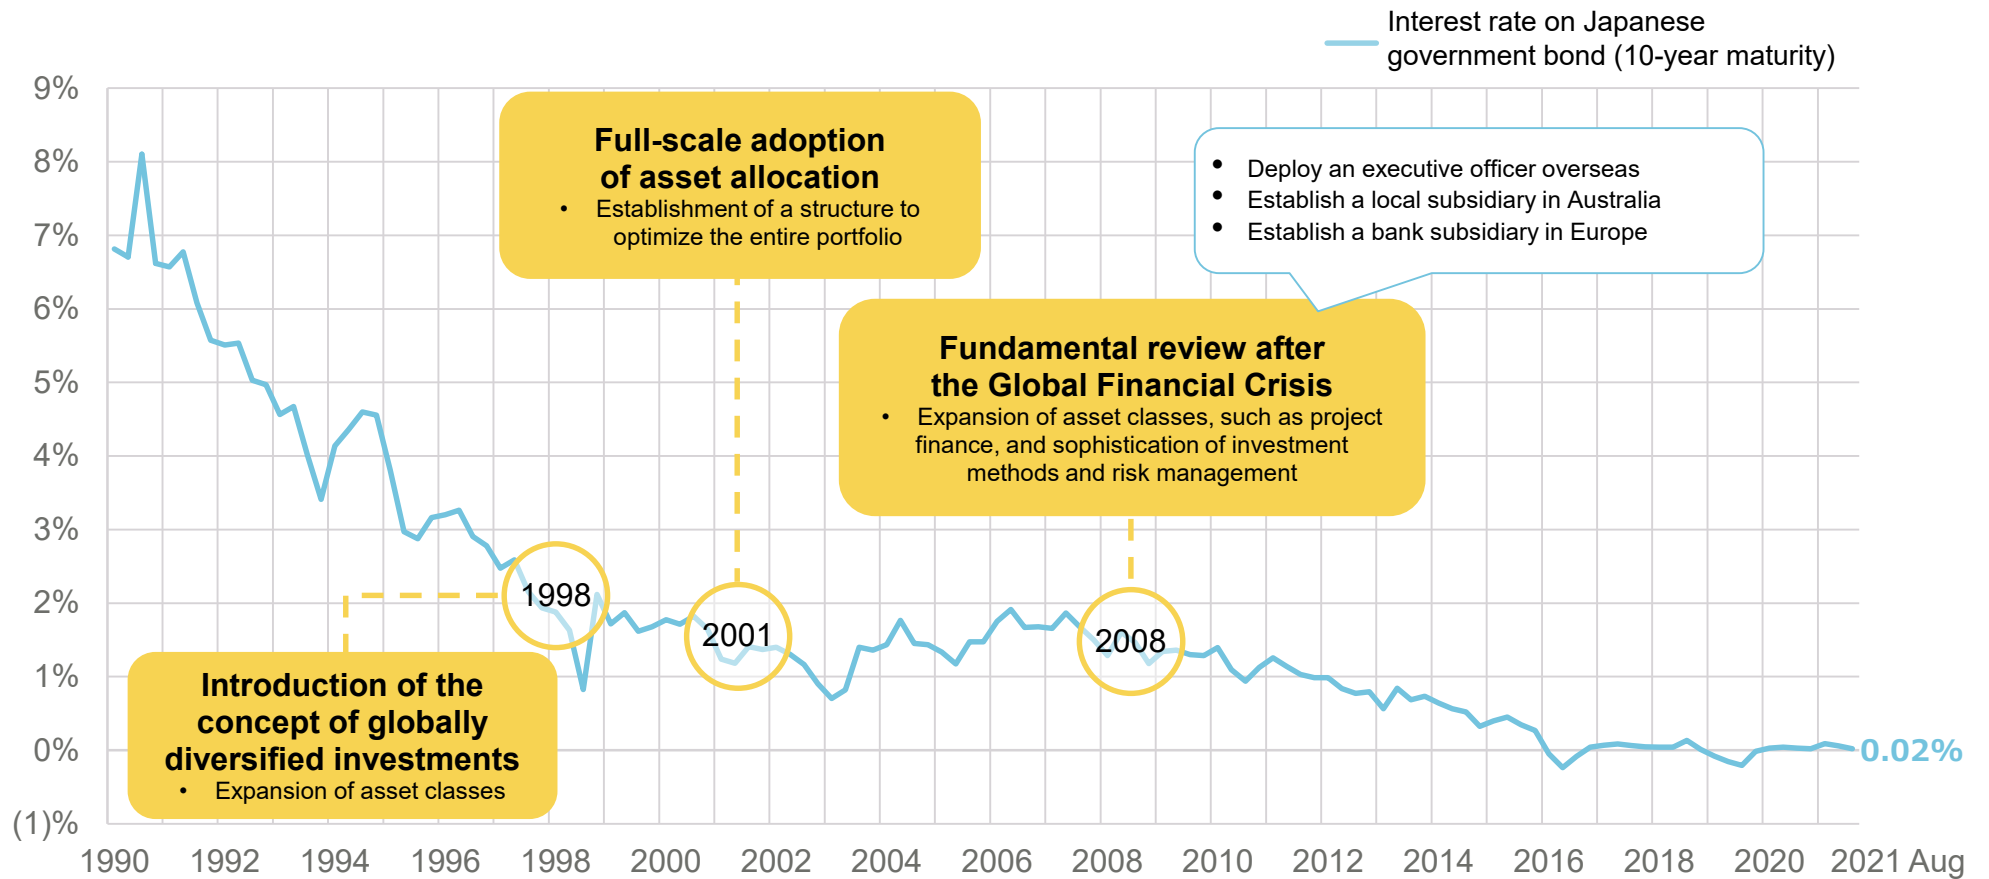 Interest rate on Japanese
government bond (10-year maturity)
9%
8%
7%
6%
5%
4%
3%
2%
1%
0%
(1)%
Full-scale adoption
of asset allocation
• Establishment of a structure to
optimize the entire portfolio
• Deploy an executive officer overseas
• Establish a local subsidiary in Australia
• Establish a bank subsidiary in Europe
Fundamental review after
the Global Financial Crisis
• Expansion of asset classes, such as project
finance, and sophistication of investment
methods and risk management
1998
2001
2008
Introduction of the
concept of globally
diversified investments
• Expansion of asset classes
0.02%
1990 1992 1994 1996 1998 2000 2002 2004 2006 2008 2010 2012 2014 2016 2018 2020 2021 Aug